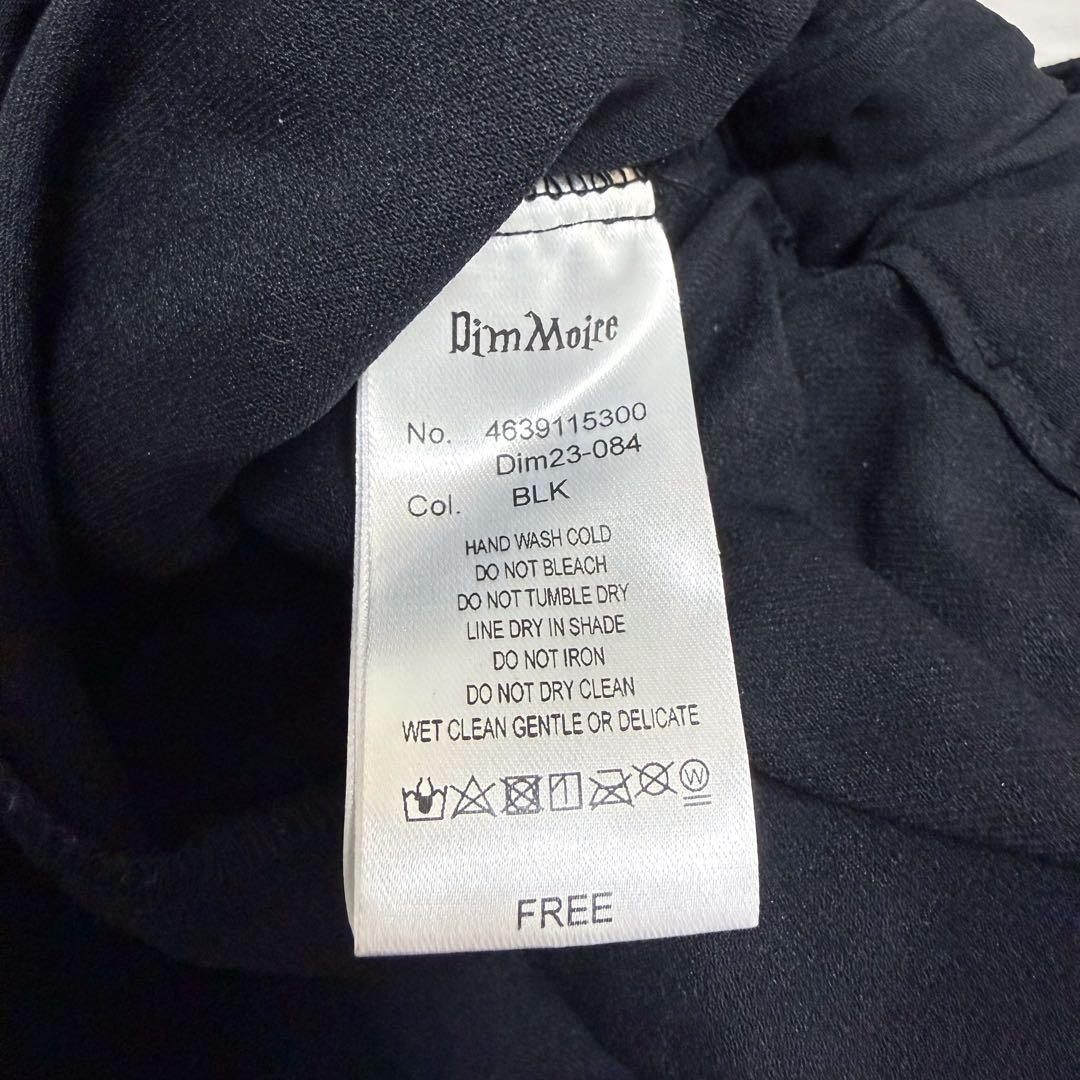 Dim Moire
No. 4639115300
Dim23-084
Col. BLK
HAND WASH COLD
DO NOT BLEACH
DO NOT TUMBLE DRY
LINE DRY IN SHADE
DO NOT IRON
DO NOT DRY CLEAN
WET CLEAN GENTLE OR DELICATE
W
FREE